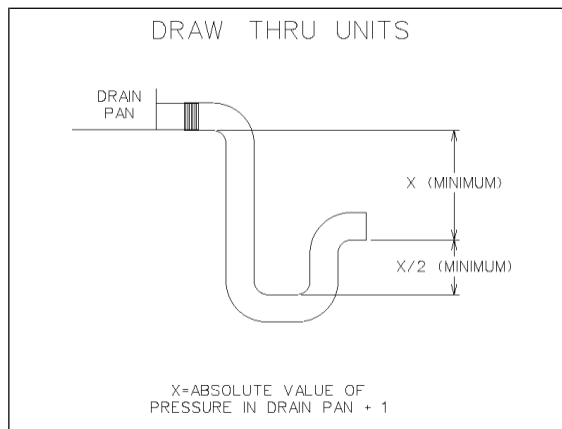 DRAW THRU UNITS
DRAIN
PAN
X (MINIMUM)
X/2 (MINIMUM)
X=ABSOLUTE VALUE OF
PRESSURE IN DRAIN PAN + 1